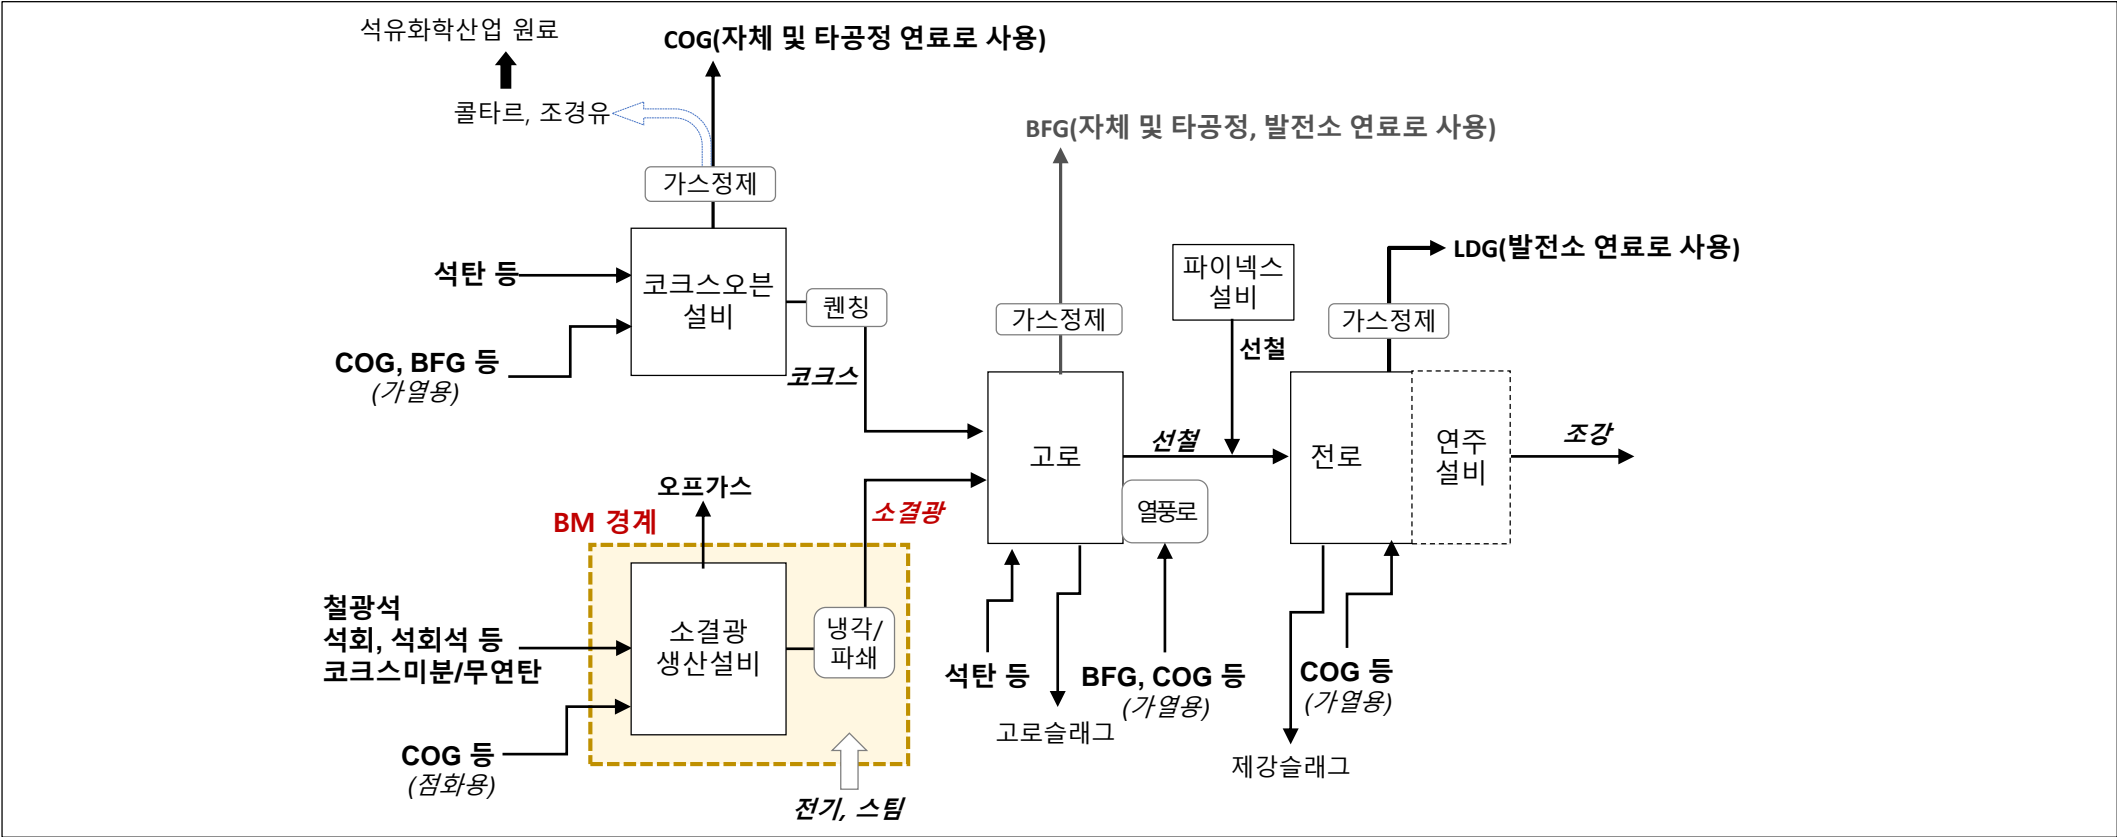 석유화학산업 원료
COG(자체 및 타공정 연료로 사용)
콜타르, 조경유
BFG(자체 및 타공정, 발전소 연료로 사용)
가스정제
석탄 등
코크스오븐
설비
퀜칭
COG, BFG 등
(가열용)
코크스
파이넥스
설비
LDG(발전소 연료로 사용)
가스정제
가스정제
선철
고로
선철
전로
연주
설비
조강
열풍로
오프가스
BM 경계
소결광
철광석
석회, 석회석 등
코크스미분/무연탄
소결광
생산설비
냉각/
파쇄
COG 등
(점화용)
전기, 스팀
석탄 등
고로슬래그
BFG, COG 등
(가열용)
COG 등
(가열용)
제강슬래그